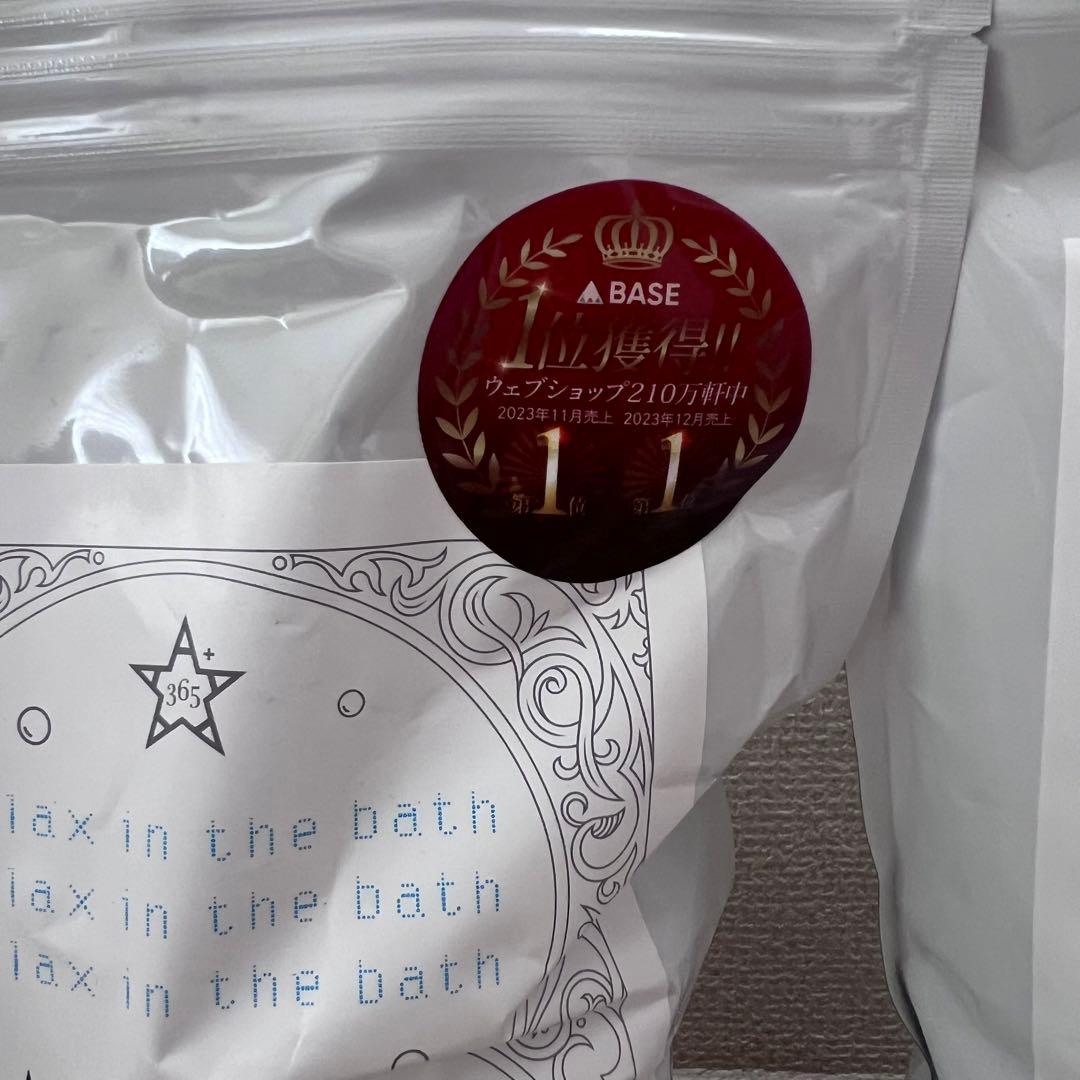 BASE
1位獲得!!
ウェブショップ210万軒中
2023年11月売上 2023年12月売上
第1位 第1位
365
lax in the bath
lax in the bath
lax in the bath